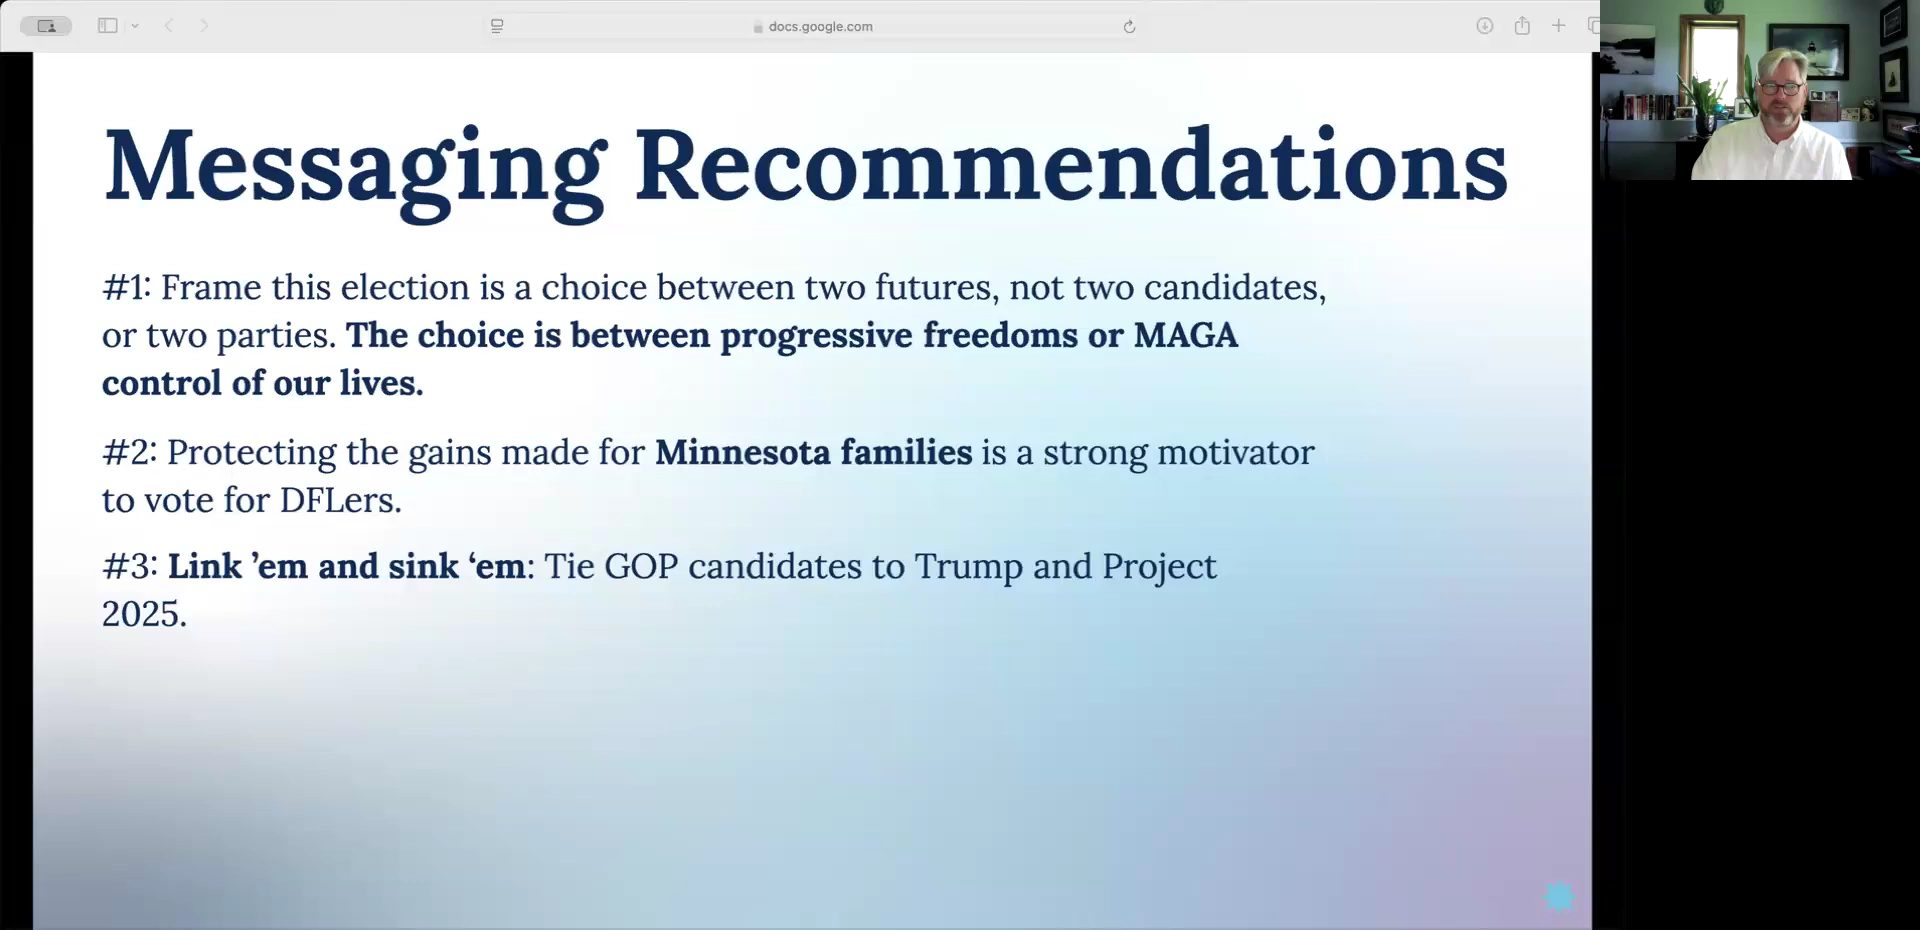 docs.google.com
Messaging Recommendations
#1: Frame this election is a choice between two futures, not two candidates,
or two parties. The choice is between progressive freedoms or MAGA
control of our lives.
#2: Protecting the gains made for Minnesota families is a strong motivator
to vote for DFLers.
#3: Link ’em and sink ‘em: Tie GOP candidates to Trump and Project
2025.